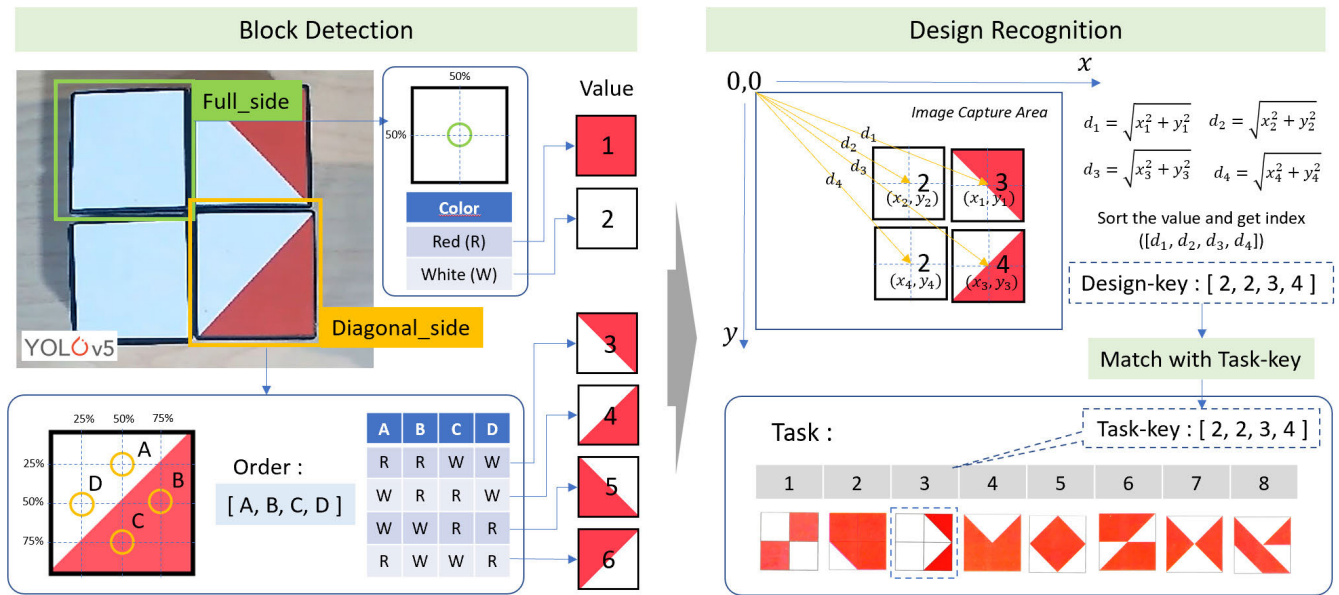 Block Detection
Full_side
Diagonal_side
YOLOv5
50%
50%
Color
Red (R)
White (W)
Value
1
2
3
4
5
6
25% 50% 75%
25%
50%
75%
A
B
C
D
Order :
[ A, B, C, D ]
A B C D
R R W W
W R R W
W W R R
R W W R
Design Recognition
0,0
x
y
Image Capture Area
d₁
d₂
d₃
d₄
2
(x₂, y₂)
3
(x₁, y₁)
2
(x₄, y₄)
4
(x₃, y₃)
d₁ = √x₁² + y₁² d₂ = √x₂² + y₂²
d₃ = √x₃² + y₃² d₄ = √x₄² + y₄²
Sort the value and get index
([d₁, d₂, d₃, d₄])
Design-key : [ 2, 2, 3, 4 ]
Match with Task-key
Task :
Task-key : [ 2, 2, 3, 4 ]
1 2 3 4 5 6 7 8